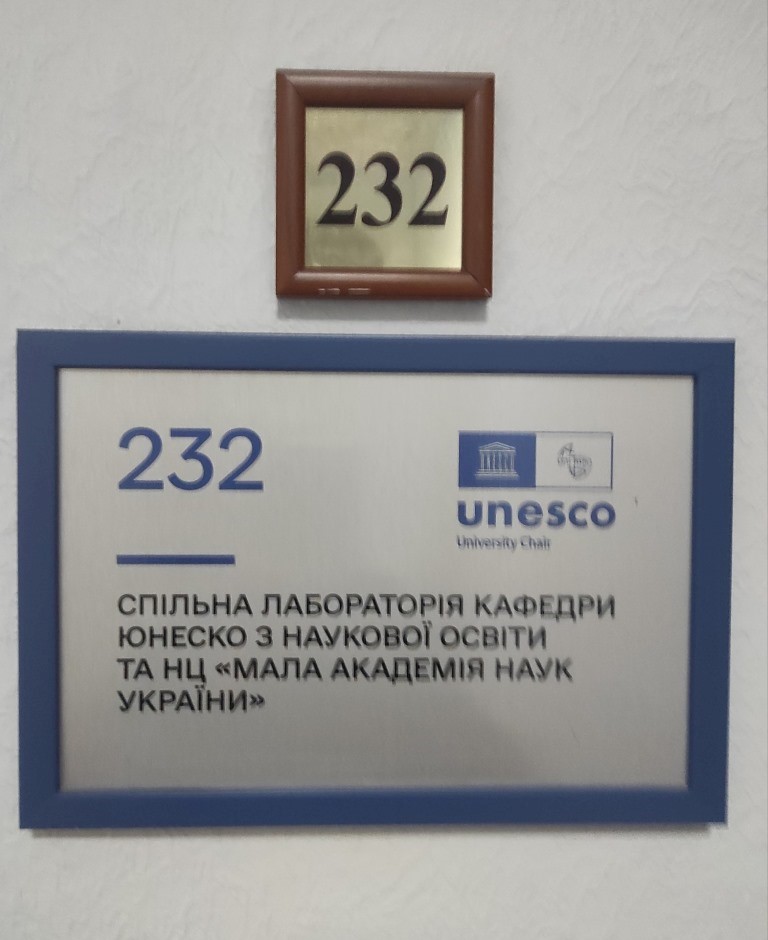 232
232
unesco
University Chair
СПІЛЬНА ЛАБОРАТОРІЯ КАФЕДРИ
ЮНЕСКО З НАУКОВОЇ ОСВІТИ
ТА НЦ «МАЛА АКАДЕМІЯ НАУК
УКРАЇНИ»